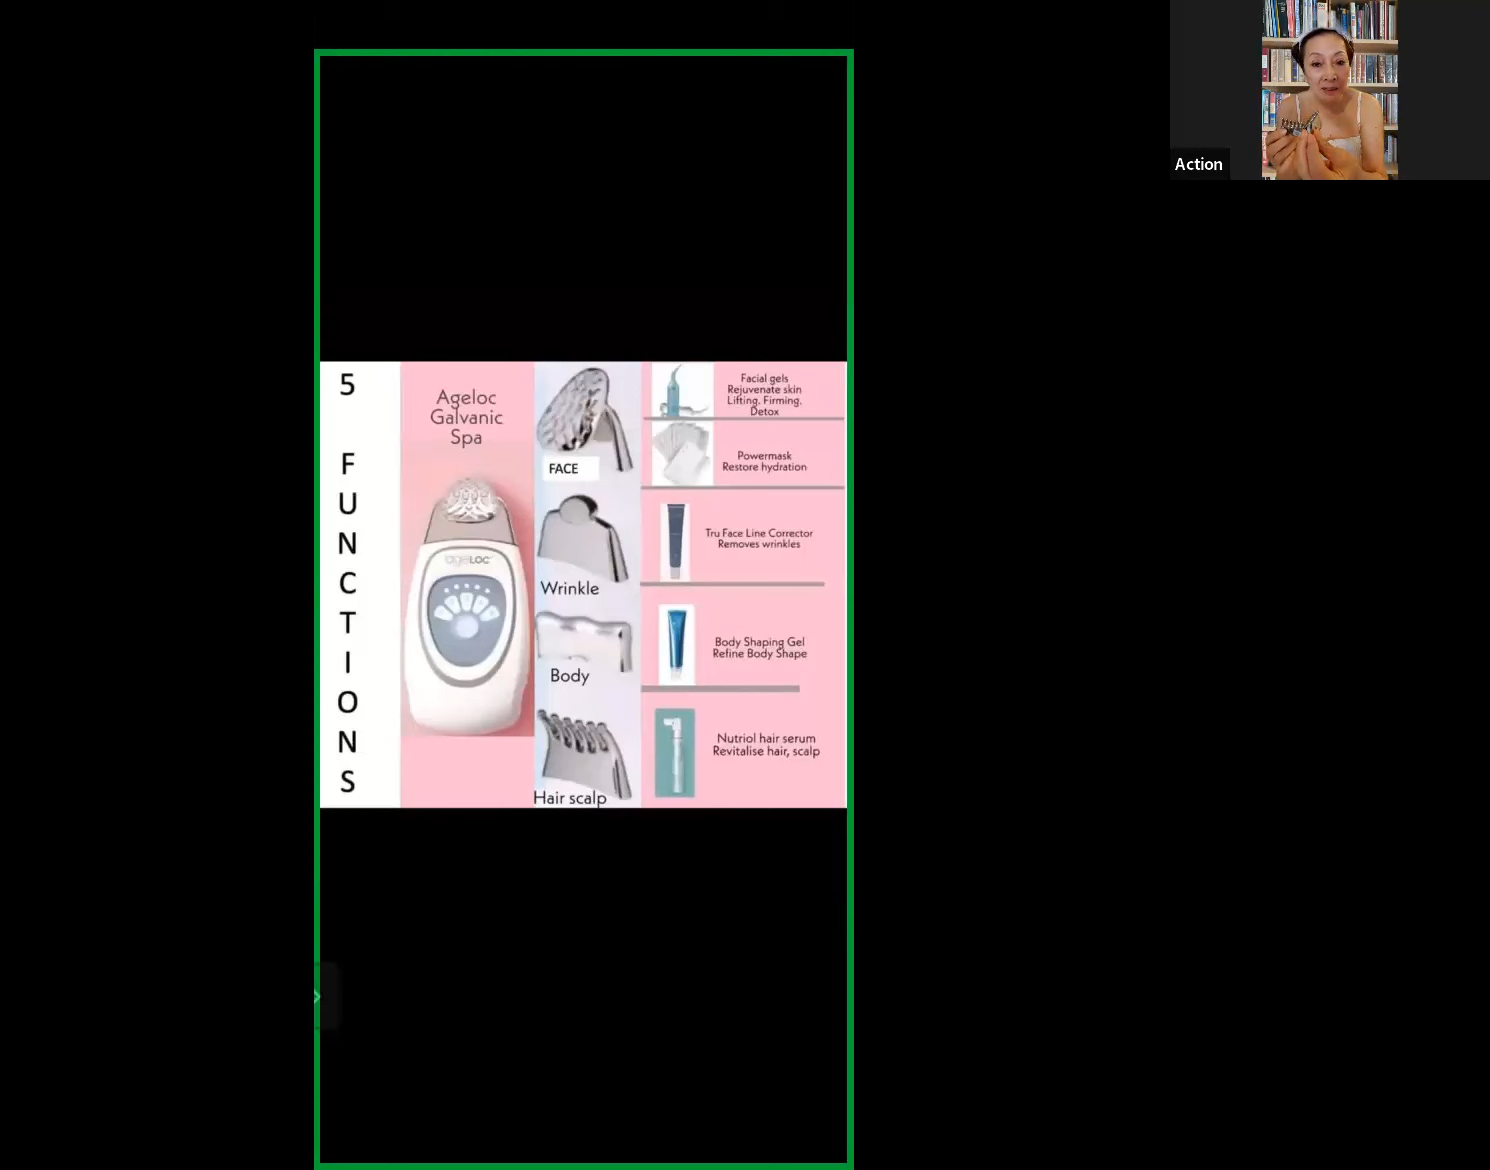 5
F
U
N
C
T
I
O
N
S
Ageloc
Galvanic
Spa
ageLOC
FACE
Wrinkle
Body
Hair scalp
Facial gels
Rejuvenate skin
Lifting. Firming.
Detox
Powermask
Restore hydration
Tru Face Line Corrector
Removes wrinkles
Body Shaping Gel
Refine Body Shape
Nutriol hair serum
Revitalise hair, scalp
Action